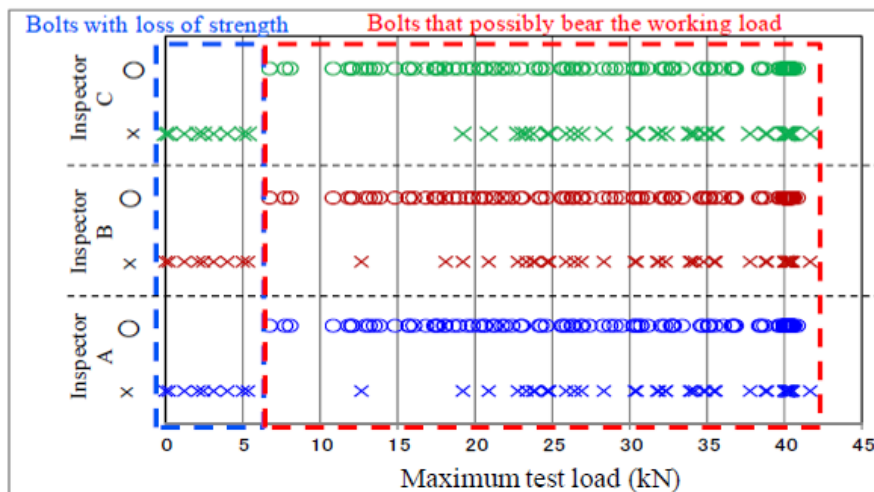 Bolts with loss of strength
Bolts that possibly bear the working load
Inspector
C
Inspector
B
Inspector
A
0 5 10 15 20 25 30 35 40 45
Maximum test load (kN)